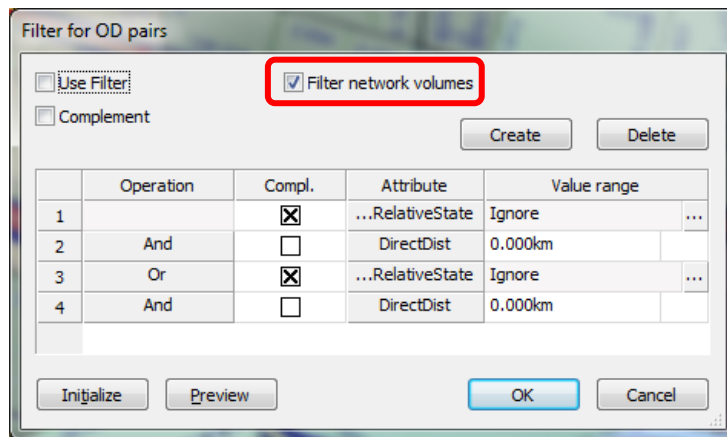 Filter for OD pairs
Use Filter
Filter network volumes
Complement
Create
Delete
Operation Compl. Attribute Value range
1 ...RelativeState Ignore ...
2 And DirectDist 0.000km
3 Or ...RelativeState Ignore ...
4 And DirectDist 0.000km
Initialize Preview OK Cancel